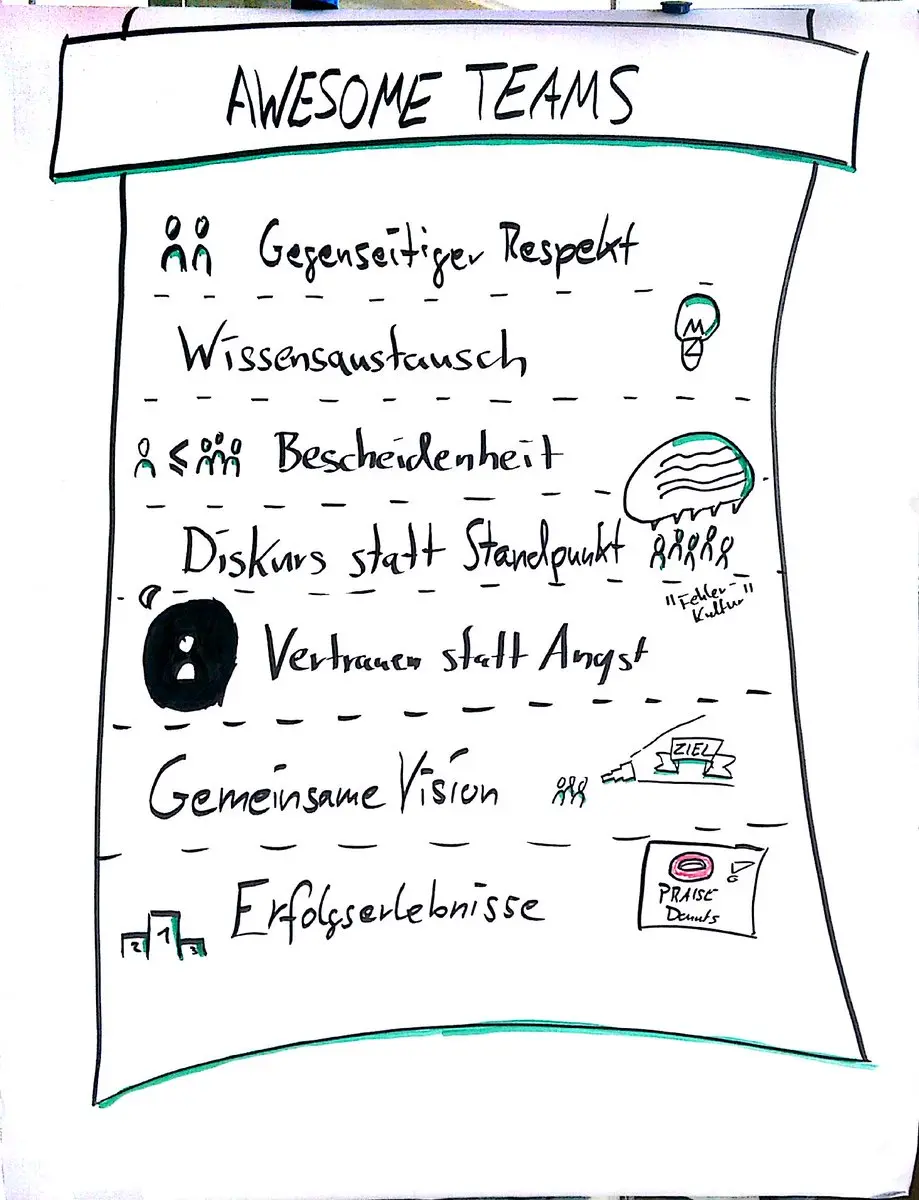 AWESOME TEAMS
Gegenseitiger Respekt
Wissensaustausch
≤ Bescheidenheit
Diskurs statt Standpunkt
"Fehler-
Kultur"
Vertrauen statt Angst
ZIEL
Gemeinsame Vision
Erfolgserlebnisse
PRAISE
Donuts
2 1 3